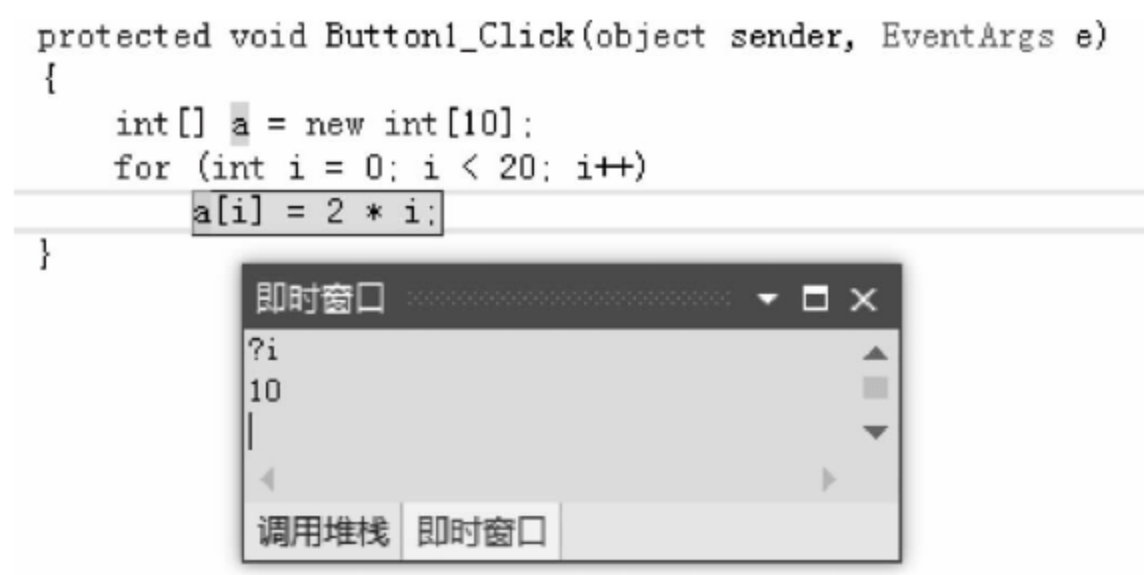 protected void Button1_Click(object sender, EventArgs e)
{
int[] a = new int[10];
for (int i = 0; i < 20; i++)
a[i] = 2 * i;
}
即时窗口
?i
10
调用堆栈 即时窗口